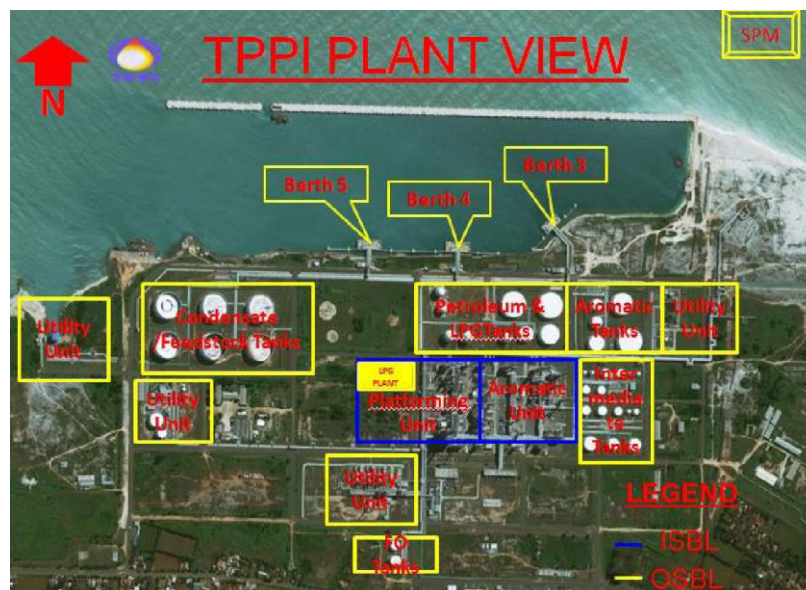 SPM
TPPI PLANT VIEW
N
Berth 3
Berth 5
Berth 4
Petroleum &
LPGTanks
Aromatic
Tanks
Utility
Unit
Utility
Unit
Condensate
/Feedstock Tanks
LPG
PLANT
Platforming
Unit
Aromatic
Unit
Inter
media
te
Tanks
Utility
Unit
Utility
Unit
LEGEND
FO
Tanks
ISBL
OSBL